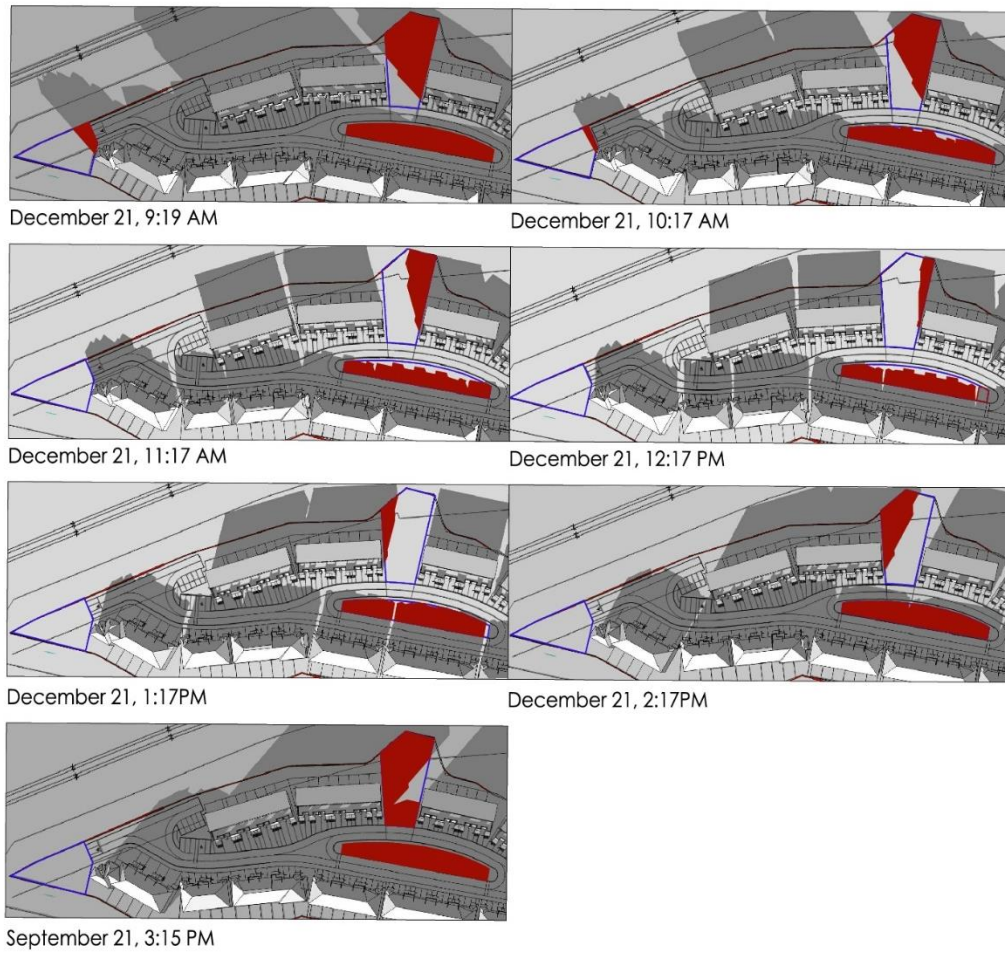 December 21, 9:19 AM
December 21, 10:17 AM
December 21, 11:17 AM
December 21, 12:17 PM
December 21, 1:17PM
December 21, 2:17PM
September 21, 3:15 PM